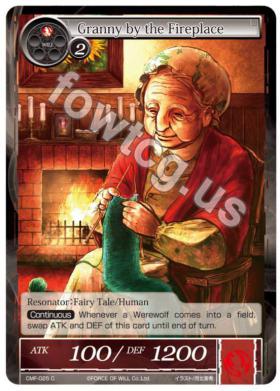 Granny by the Fireplace
WILL
2
fowtcg.us
Resonator:Fairy Tale/Human
Continuous Whenever a Werewolf comes into a field,
swap ATK and DEF of this card until end of turn.
ATK 100/ DEF 1200
CMF-025 C ©FORCE OF WILL Co.,Ltd.